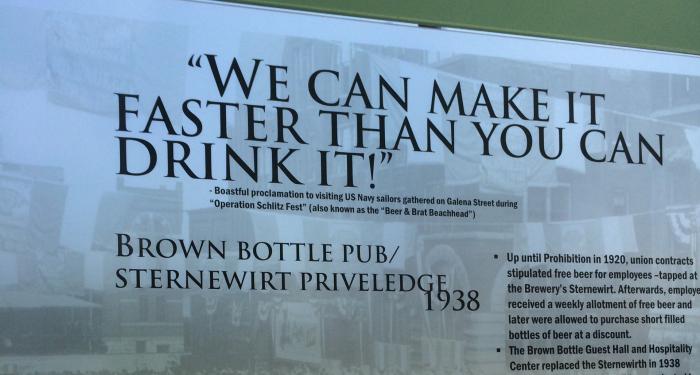 “WE CAN MAKE IT
FASTER THAN YOU CAN
DRINK IT!”
- Boastful proclamation to visiting US Navy sailors gathered on Galena Street during
“Operation Schlitz Fest” (also known as the “Beer & Brat Beachhead”)
BROWN BOTTLE PUB/
STERNEWIRT PRIVELEDGE
1938
▪ Up until Prohibition in 1920, union contracts
stipulated free beer for employees –tapped at
the Brewery’s Sternewirt. Afterwards, employe
received a weekly allotment of free beer and
later were allowed to purchase short filled
bottles of beer at a discount.
▪ The Brown Bottle Guest Hall and Hospitality
Center replaced the Sternewirth in 1938